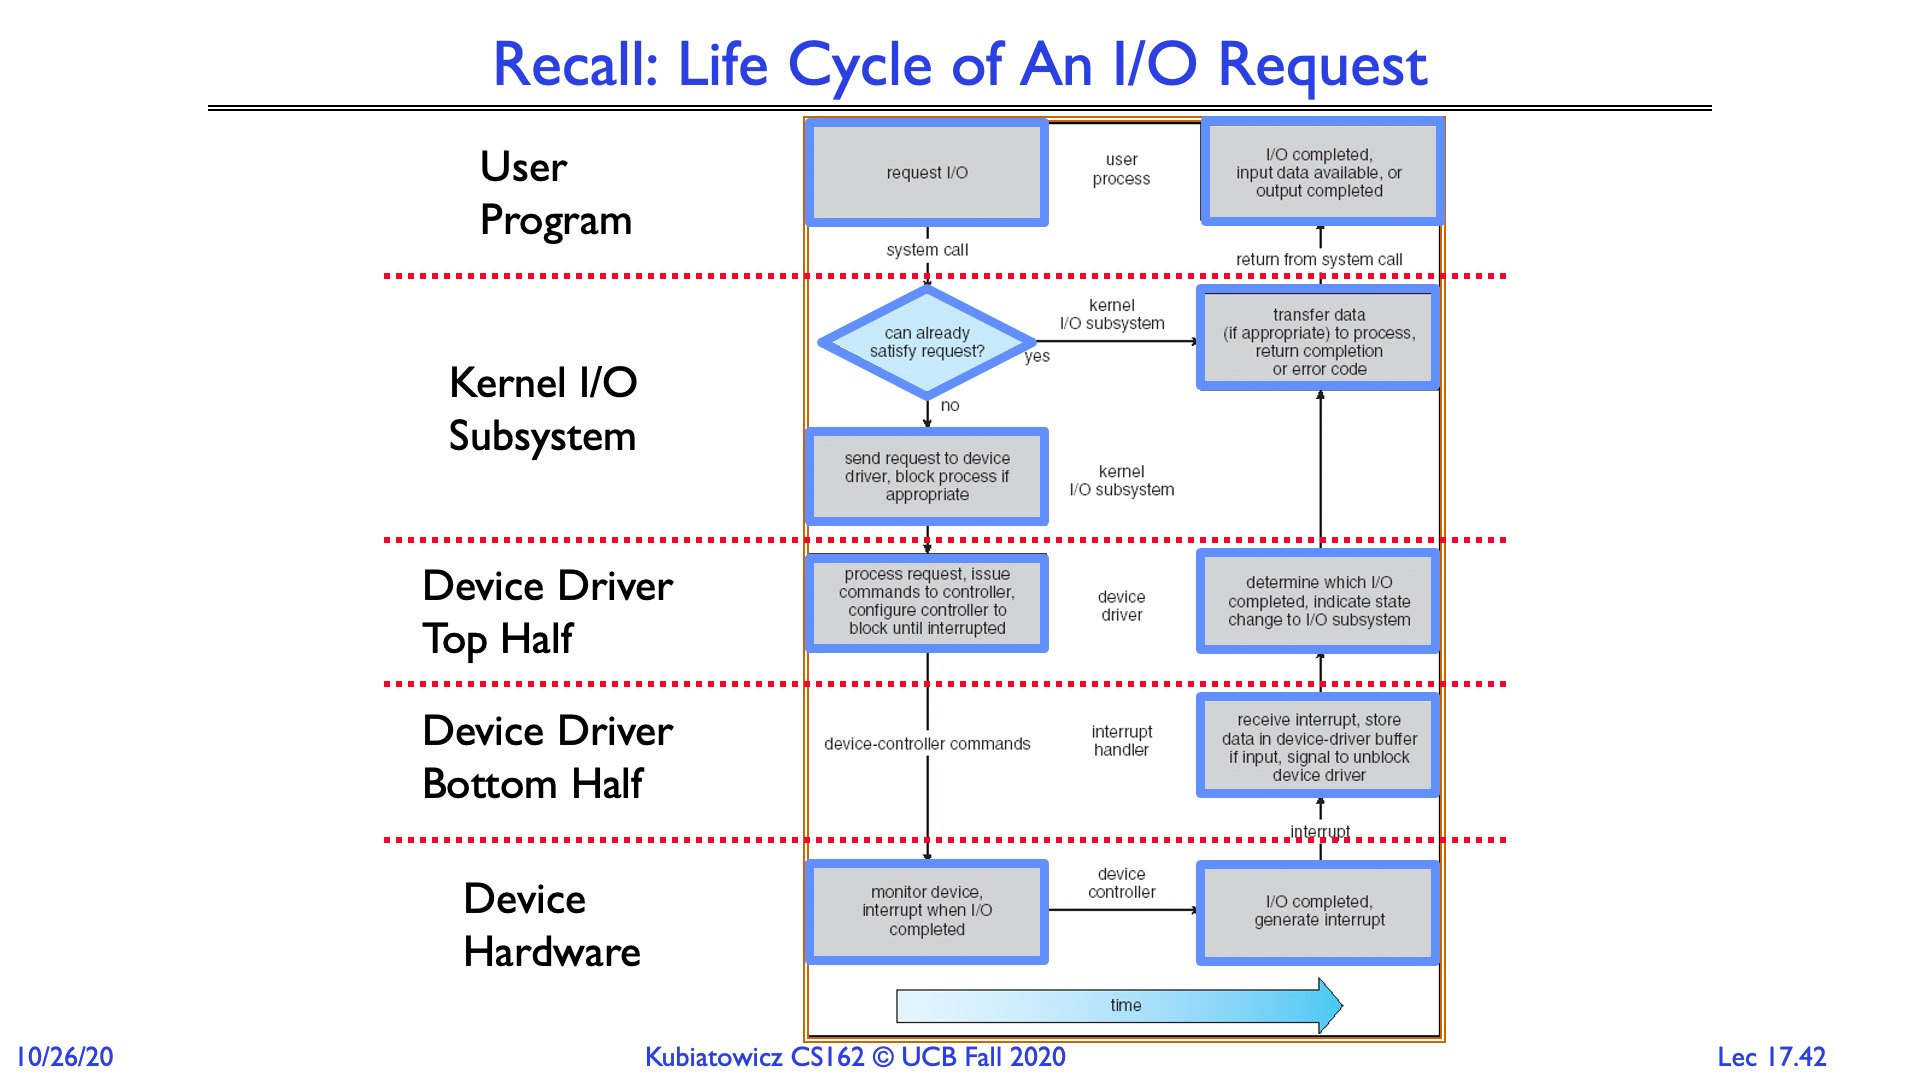 Recall: Life Cycle of An I/O Request
User
Program
request I/O
user
process
I/O completed,
input data available, or
output completed
system call
return from system call
Kernel I/O
Subsystem
can already
satisfy request?
yes
no
kernel
I/O subsystem
transfer data
(if appropriate) to process,
return completion
or error code
send request to device
driver, block process if
appropriate
kernel
I/O subsystem
Device Driver
Top Half
process request, issue
commands to controller,
configure controller to
block until interrupted
device
driver
determine which I/O
completed, indicate state
change to I/O subsystem
Device Driver
Bottom Half
device-controller commands
interrupt
handler
receive interrupt, store
data in device-driver buffer
if input, signal to unblock
device driver
interrupt
Device
Hardware
monitor device,
interrupt when I/O
completed
device
controller
I/O completed,
generate interrupt
time
10/26/20
Kubiatowicz CS162 © UCB Fall 2020
Lec 17.42